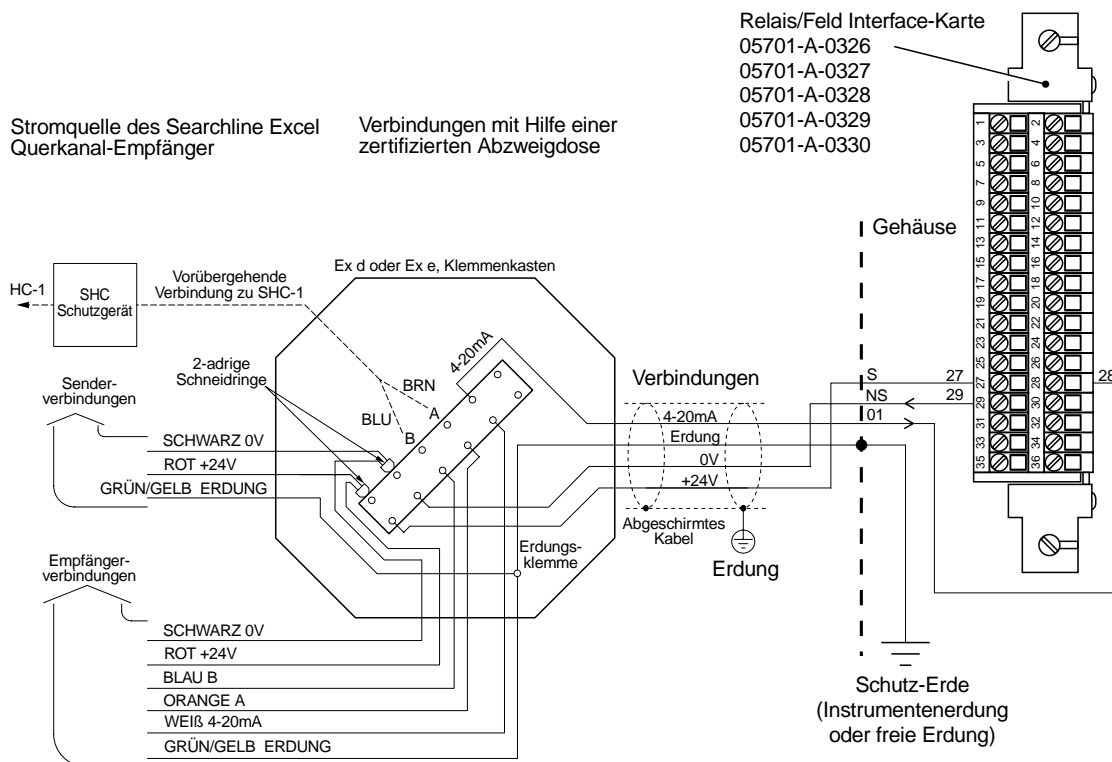 Relais/Feld Interface-Karte
05701-A-0326
05701-A-0327
05701-A-0328
05701-A-0329
05701-A-0330
Stromquelle des Searchline Excel
Querkanal-Empfänger
Verbindungen mit Hilfe einer
zertifizierten Abzweigdose
1 2
3 4
5 6
7 8
9 10
11 12
13 14
15 16
17 18
19 20
21 22
23 24
25 26
27 28
29 30
31 32
33 34
35 36
Gehäuse
Ex d oder Ex e, Klemmenkasten
HC-1
SHC
Schutzgerät
Vorübergehende
Verbindung zu SHC-1
2-adrige
Schneidringe
4-20mA
BRN
A
BLU
B
Sender-
verbindungen
SCHWARZ 0V
ROT +24V
GRÜN/GELB ERDUNG
Verbindungen
4-20mA
Erdung
0V
+24V
S 27
NS 29
01
28
Abgeschirmtes
Kabel
Erdung
Erdungs-
klemme
Empfänger-
verbindungen
SCHWARZ 0V
ROT +24V
BLAU B
ORANGE A
WEIß 4-20mA
GRÜN/GELB ERDUNG
Schutz-Erde
(Instrumentenerdung
oder freie Erdung)